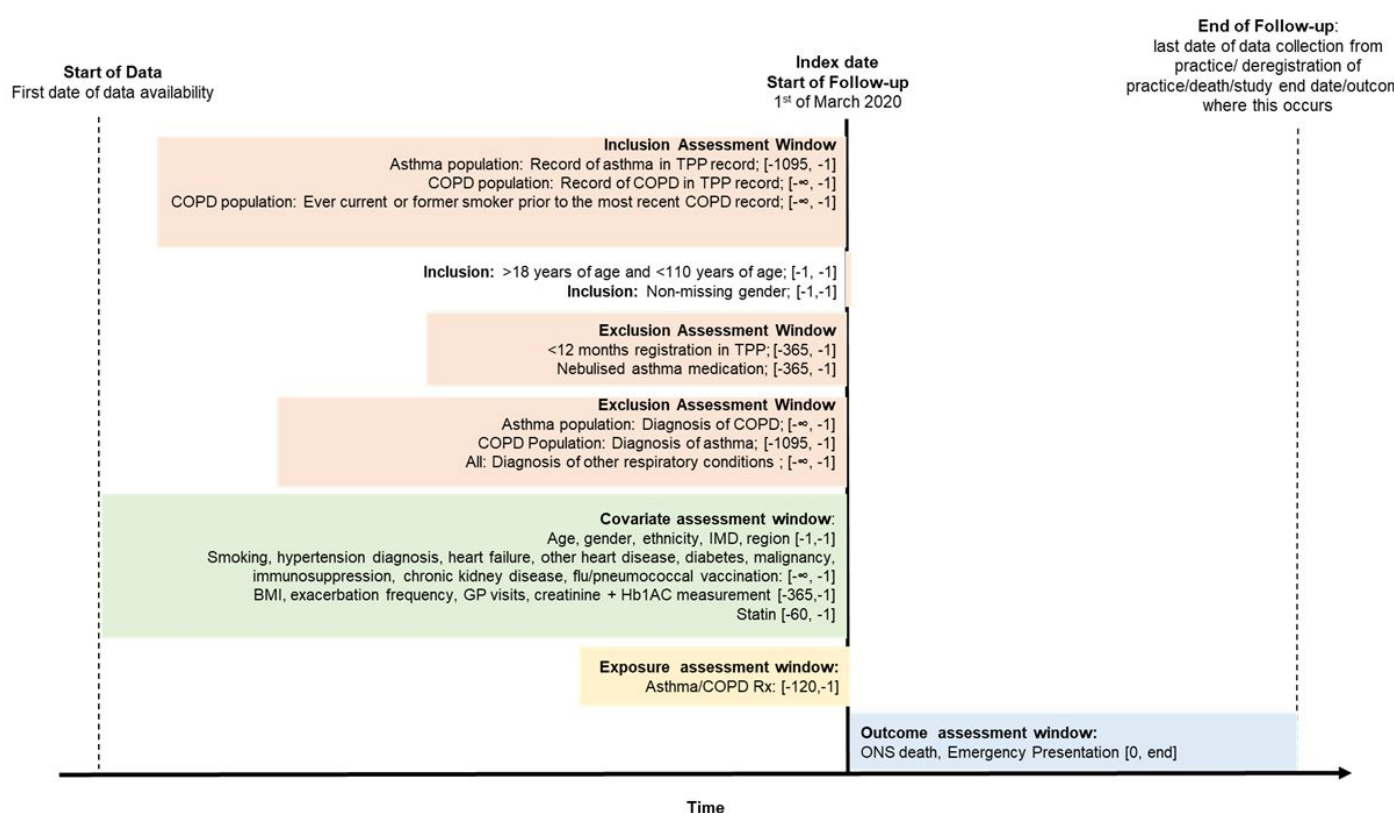 Start of Data
First date of data availability
Index date
Start of Follow-up
1st of March 2020
End of Follow-up:
last date of data collection from
practice/ deregistration of
practice/death/study end date/outcom
where this occurs
Inclusion Assessment Window
Asthma population: Record of asthma in TPP record; [-1095, -1]
COPD population: Record of COPD in TPP record; [-∞, -1]
COPD population: Ever current or former smoker prior to the most recent COPD record; [-∞, -1]
Inclusion: >18 years of age and <110 years of age; [-1, -1]
Inclusion: Non-missing gender; [-1,-1]
Exclusion Assessment Window
<12 months registration in TPP; [-365, -1]
Nebulised asthma medication; [-365, -1]
Exclusion Assessment Window
Asthma population: Diagnosis of COPD; [-∞, -1]
COPD Population: Diagnosis of asthma; [-1095, -1]
All: Diagnosis of other respiratory conditions ; [-∞, -1]
Covariate assessment window:
Age, gender, ethnicity, IMD, region [-1,-1]
Smoking, hypertension diagnosis, heart failure, other heart disease, diabetes, malignancy,
immunosuppression, chronic kidney disease, flu/pneumococcal vaccination: [-∞, -1]
BMI, exacerbation frequency, GP visits, creatinine + Hb1AC measurement [-365,-1]
Statin [-60, -1]
Exposure assessment window:
Asthma/COPD Rx: [-120,-1]
Outcome assessment window:
ONS death, Emergency Presentation [0, end]
Time